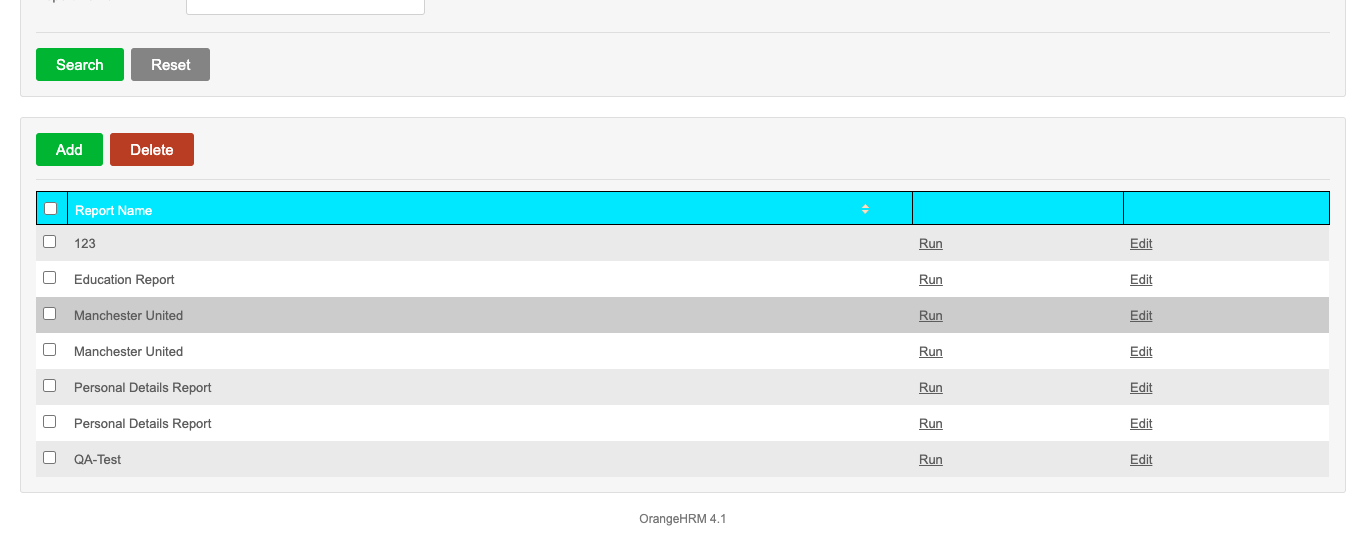 Search Reset
Add Delete
Report Name
123 Run Edit
Education Report Run Edit
Manchester United Run Edit
Manchester United Run Edit
Personal Details Report Run Edit
Personal Details Report Run Edit
QA-Test Run Edit
OrangeHRM 4.1